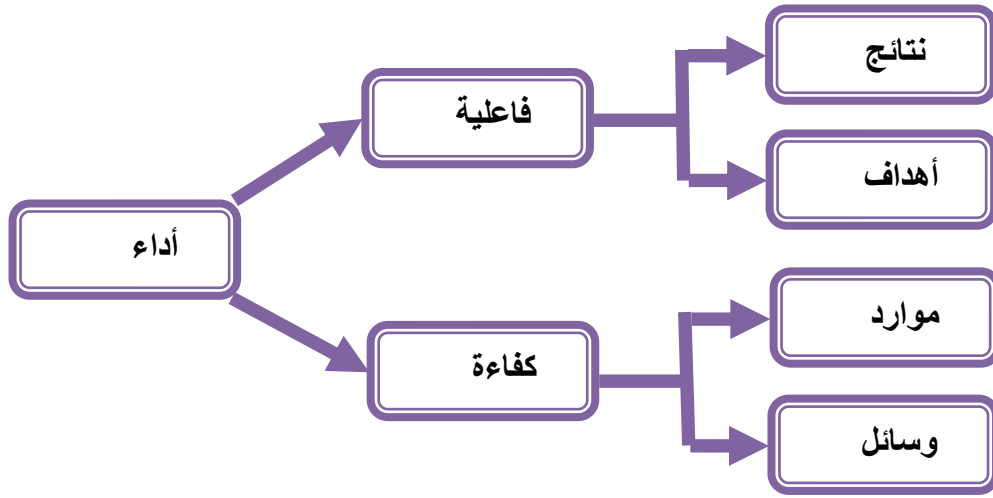 نتائج
فاعلية
أهداف
أداء
موارد
كفاءة
وسائل